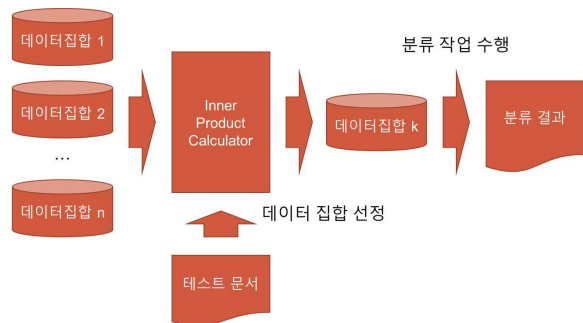 데이터집합 1
데이터집합 2
...
데이터집합 n
Inner
Product
Calculator
데이터 집합 선정
테스트 문서
데이터집합 k
분류 작업 수행
분류 결과